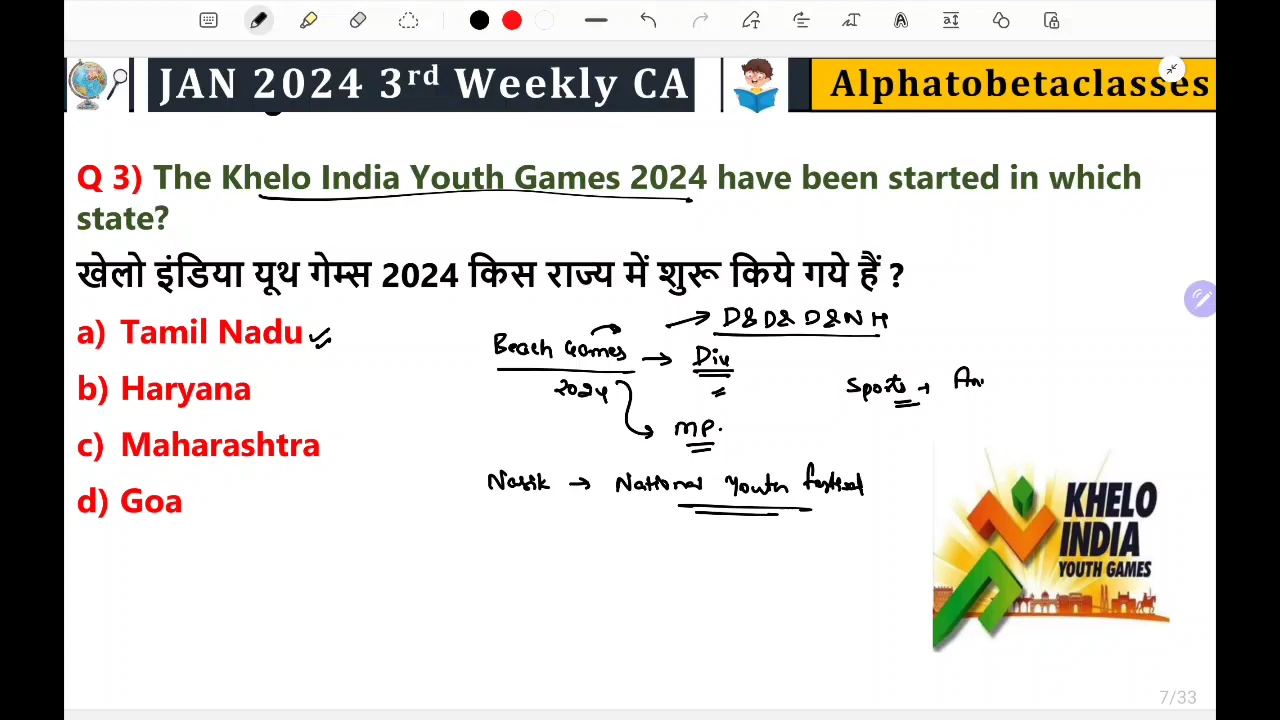 JAN 2024 3rd Weekly CA
Alphatobetaclasses
Q 3) The Khelo India Youth Games 2024 have been started in which
state?
खेलो इंडिया यूथ गेम्स 2024 किस राज्य में शुरू किये गये हैं ?
a) Tamil Nadu
b) Haryana
c) Maharashtra
d) Goa
D&D& D&NH
Beach Games → Diu
2024
MP.
Sports → An
Nasik → National Youth festival
KHELO
INDIA
YOUTH GAMES
7/33